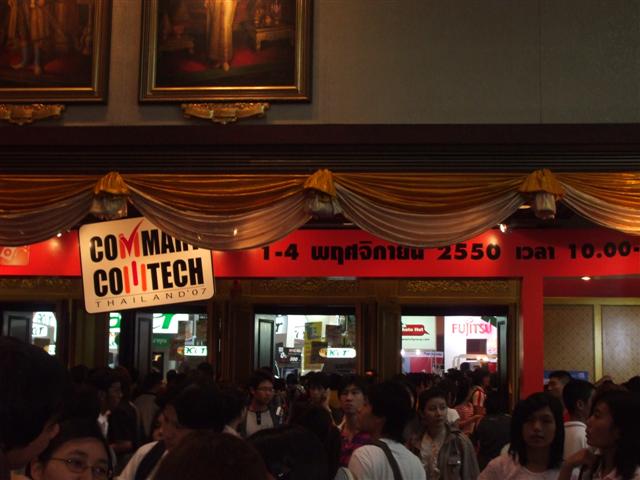 COMMART
COMTECH
THAILAND '07
1-4 พฤศจิกายน 2550 เวลา 10.00-
FUJITSU